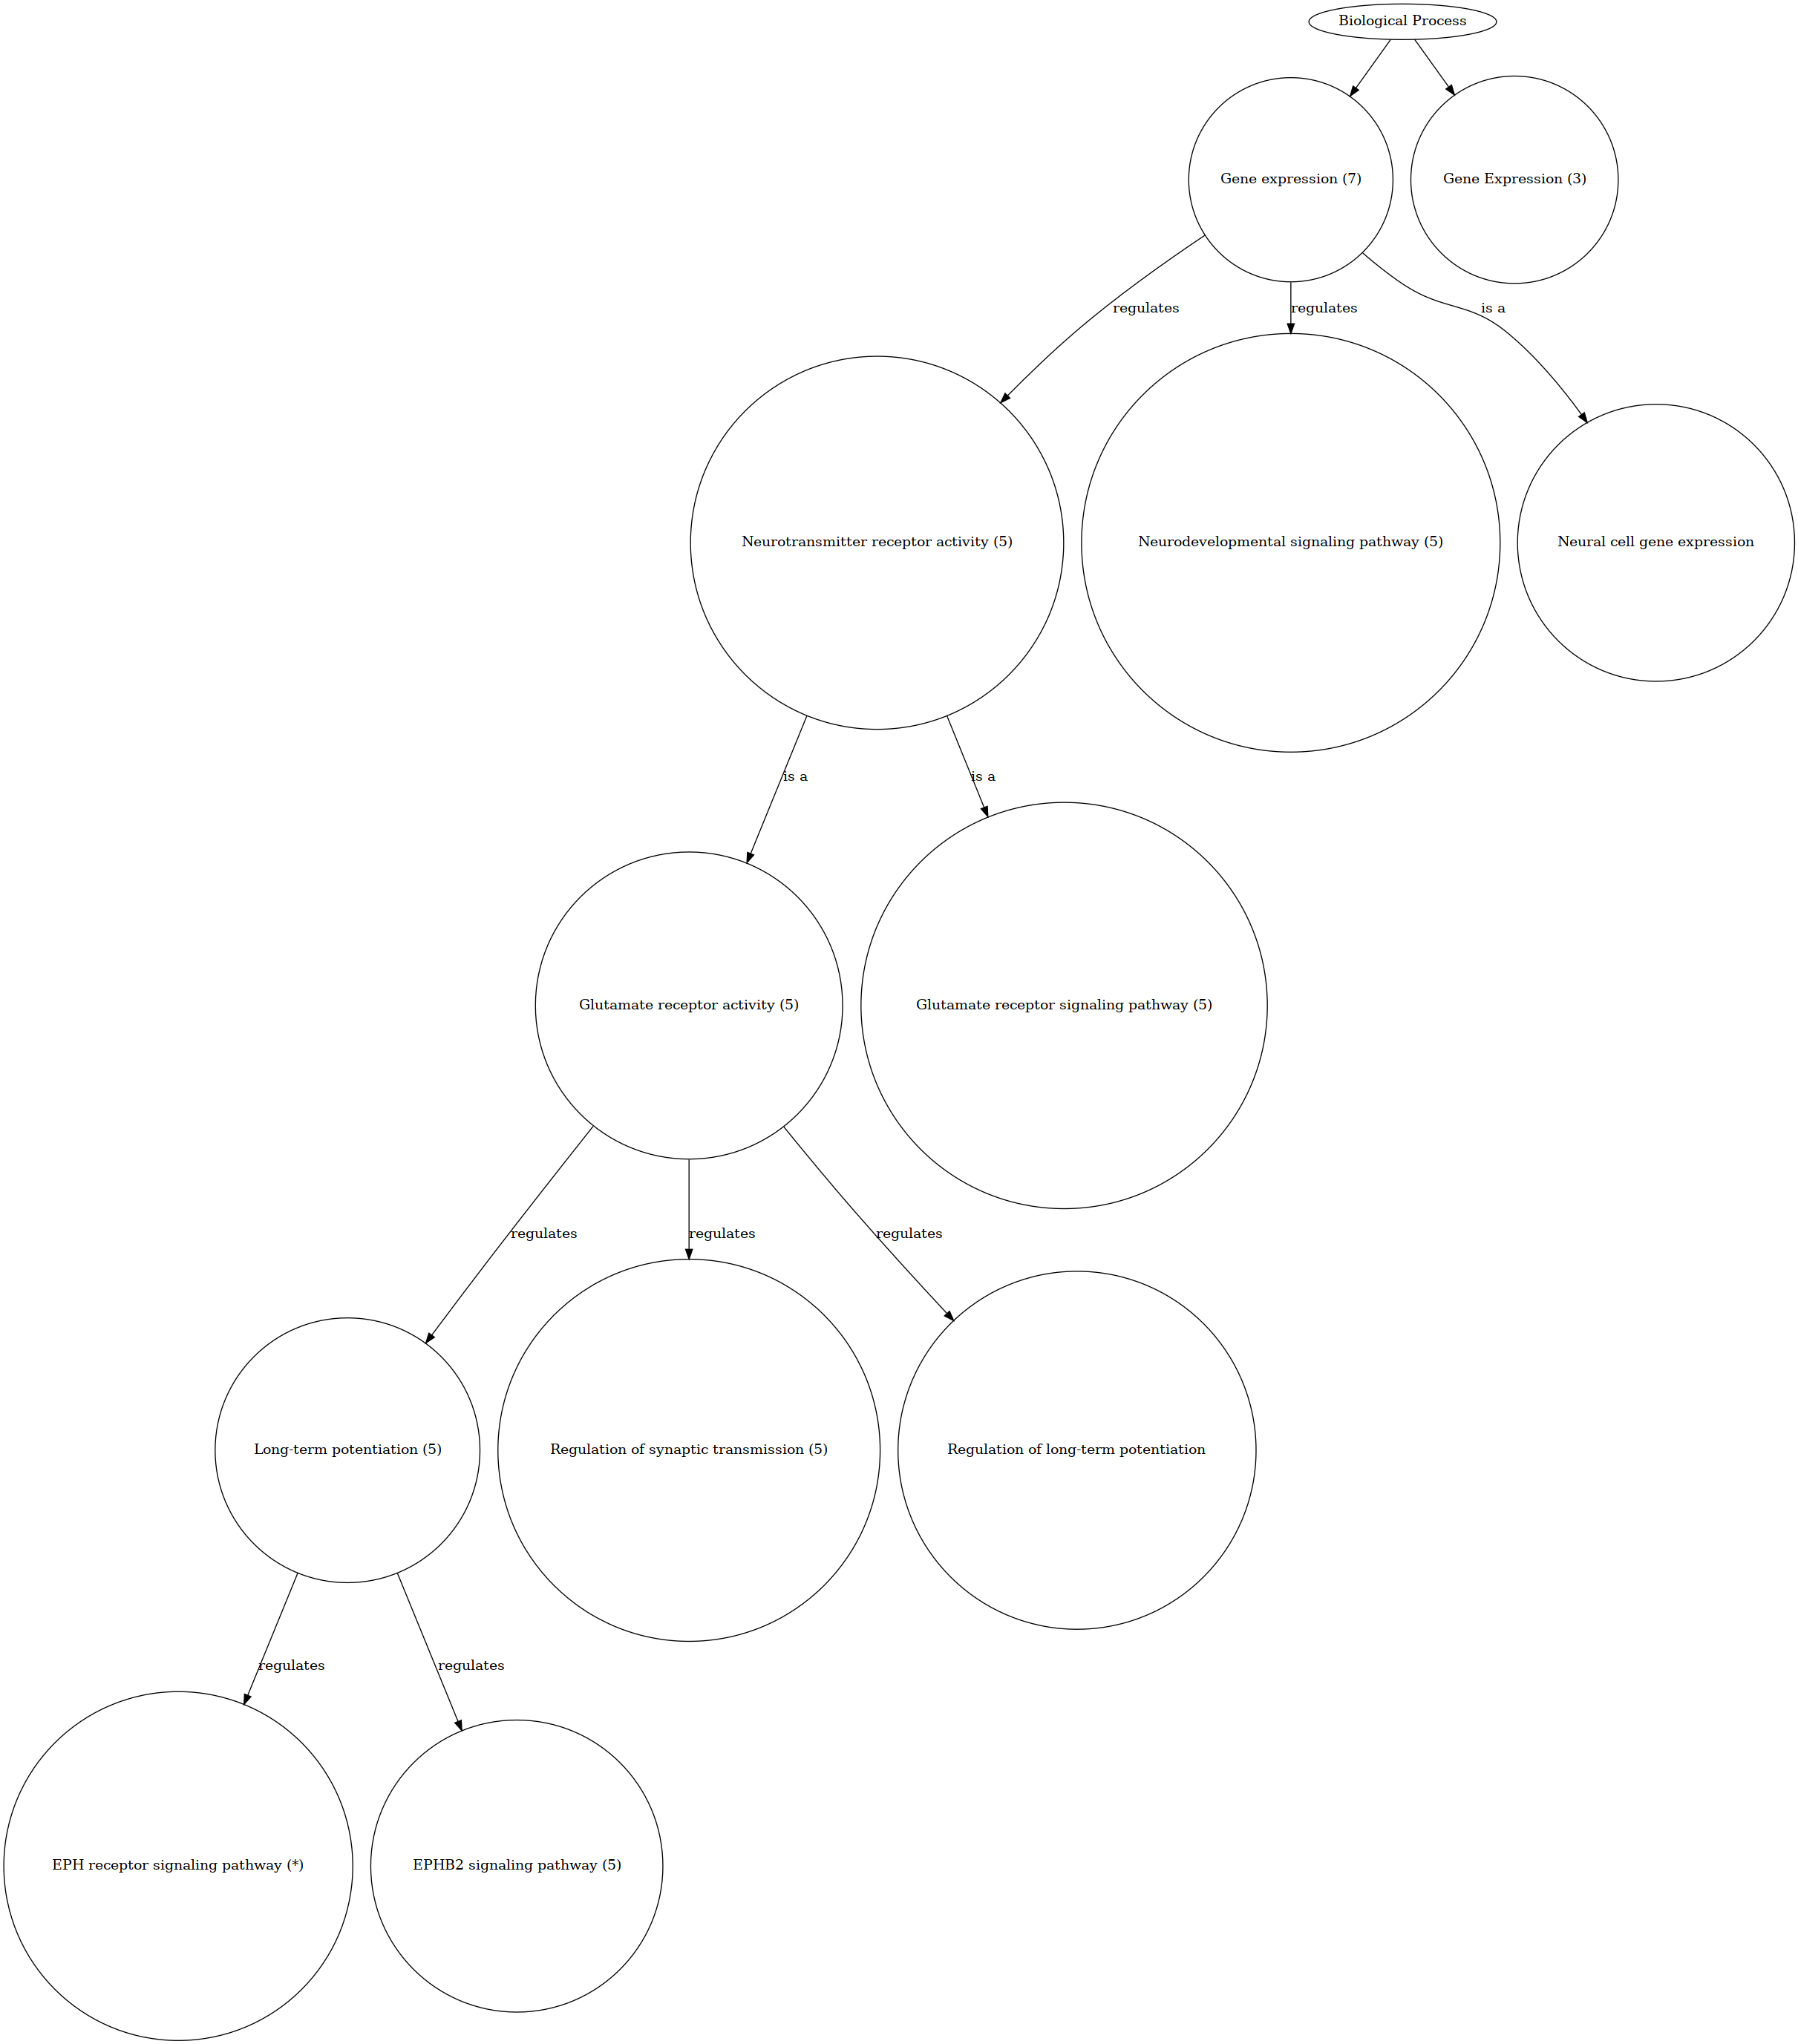 Biological Process
Gene expression (7)
Gene Expression (3)
regulates
regulates
is a
Neurotransmitter receptor activity (5)
Neurodevelopmental signaling pathway (5)
Neural cell gene expression
is a
is a
Glutamate receptor activity (5)
Glutamate receptor signaling pathway (5)
regulates
regulates
regulates
Long-term potentiation (5)
Regulation of synaptic transmission (5)
Regulation of long-term potentiation
regulates
regulates
EPH receptor signaling pathway (*)
EPHB2 signaling pathway (5)